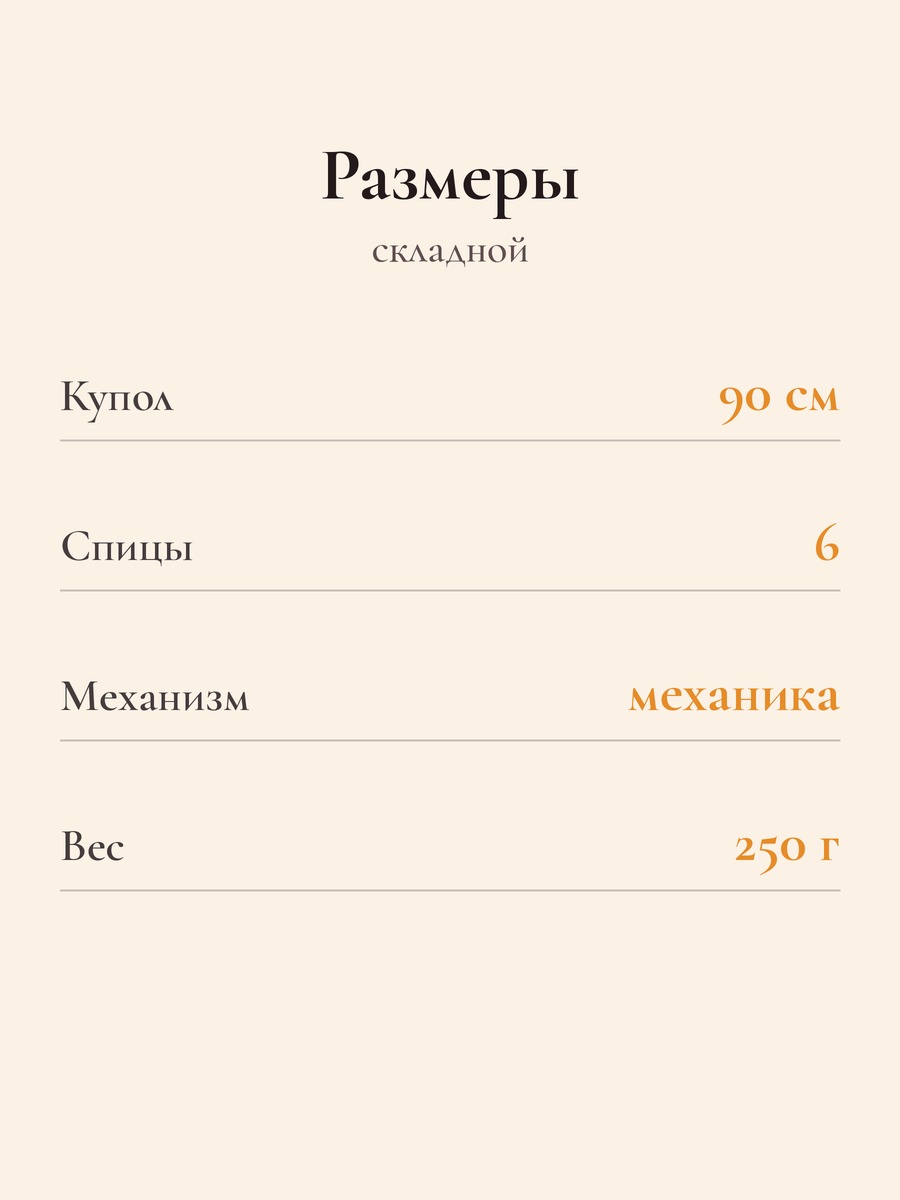 Размеры
складной
Купол 90 см
Спицы 6
Механизм механика
Вес 250 г